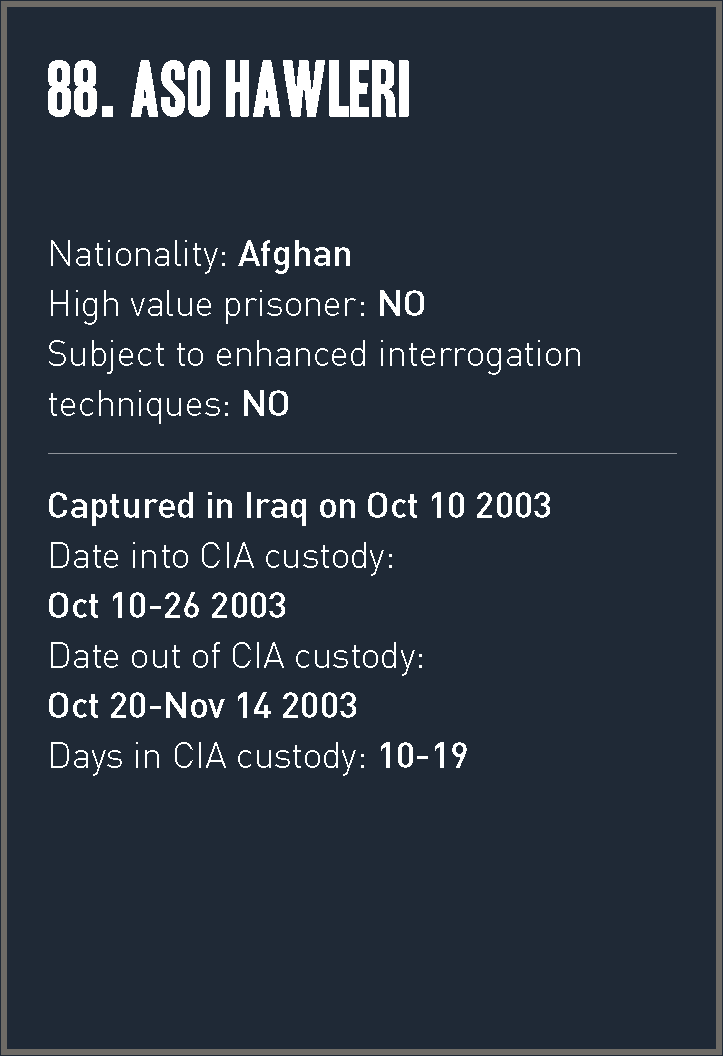 88. ASO HAWLERI
Nationality: Afghan
High value prisoner: NO
Subject to enhanced interrogation
techniques: NO
Captured in Iraq on Oct 10 2003
Date into CIA custody:
Oct 10-26 2003
Date out of CIA custody:
Oct 20-Nov 14 2003
Days in CIA custody: 10-19